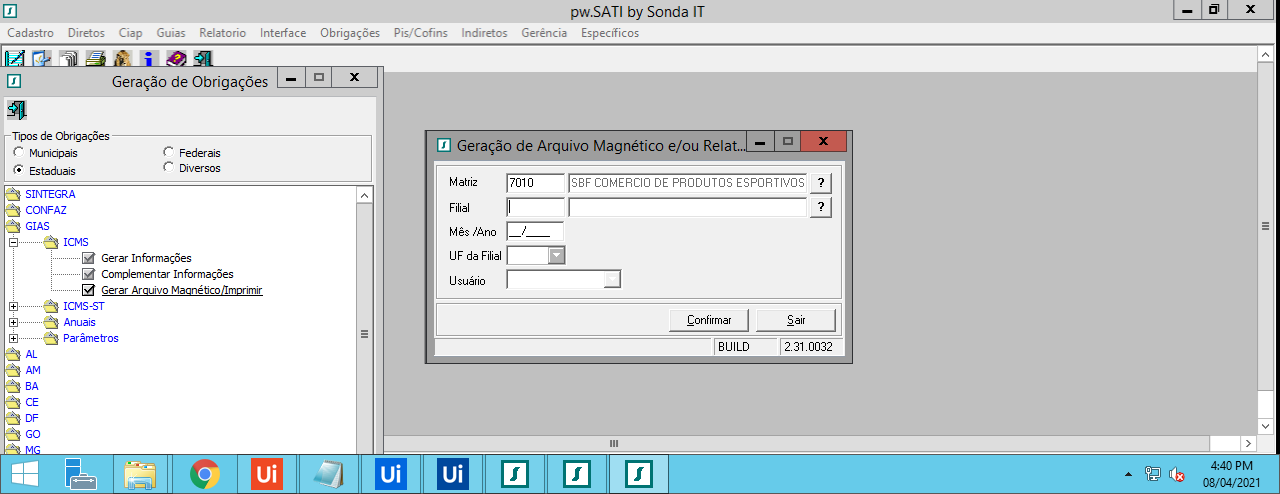 pw.SATI by Sonda IT
Cadastro Diretos Ciap Guias Relatorio Interface Obrigações Pis/Cofins Indiretos Gerência Específicos
Geração de Obrigações
Tipos de Obrigações
Municipais Federais
Estaduais Diversos
SINTEGRA
CONFAZ
GIAS
ICMS
Gerar Informações
Complementar Informações
Gerar Arquivo Magnético/Imprimir
ICMS-ST
Anuais
Parâmetros
AL
AM
BA
CE
DF
GO
MG
Geração de Arquivo Magnético e/ou Relat...
Matriz 7010 SBF COMERCIO DE PRODUTOS ESPORTIVOS ?
Filial ?
Mês /Ano __/____
UF da Filial
Usuário
Confirmar Sair
BUILD 2.31.0032
Ui Ui Ui
4:40 PM
08/04/2021